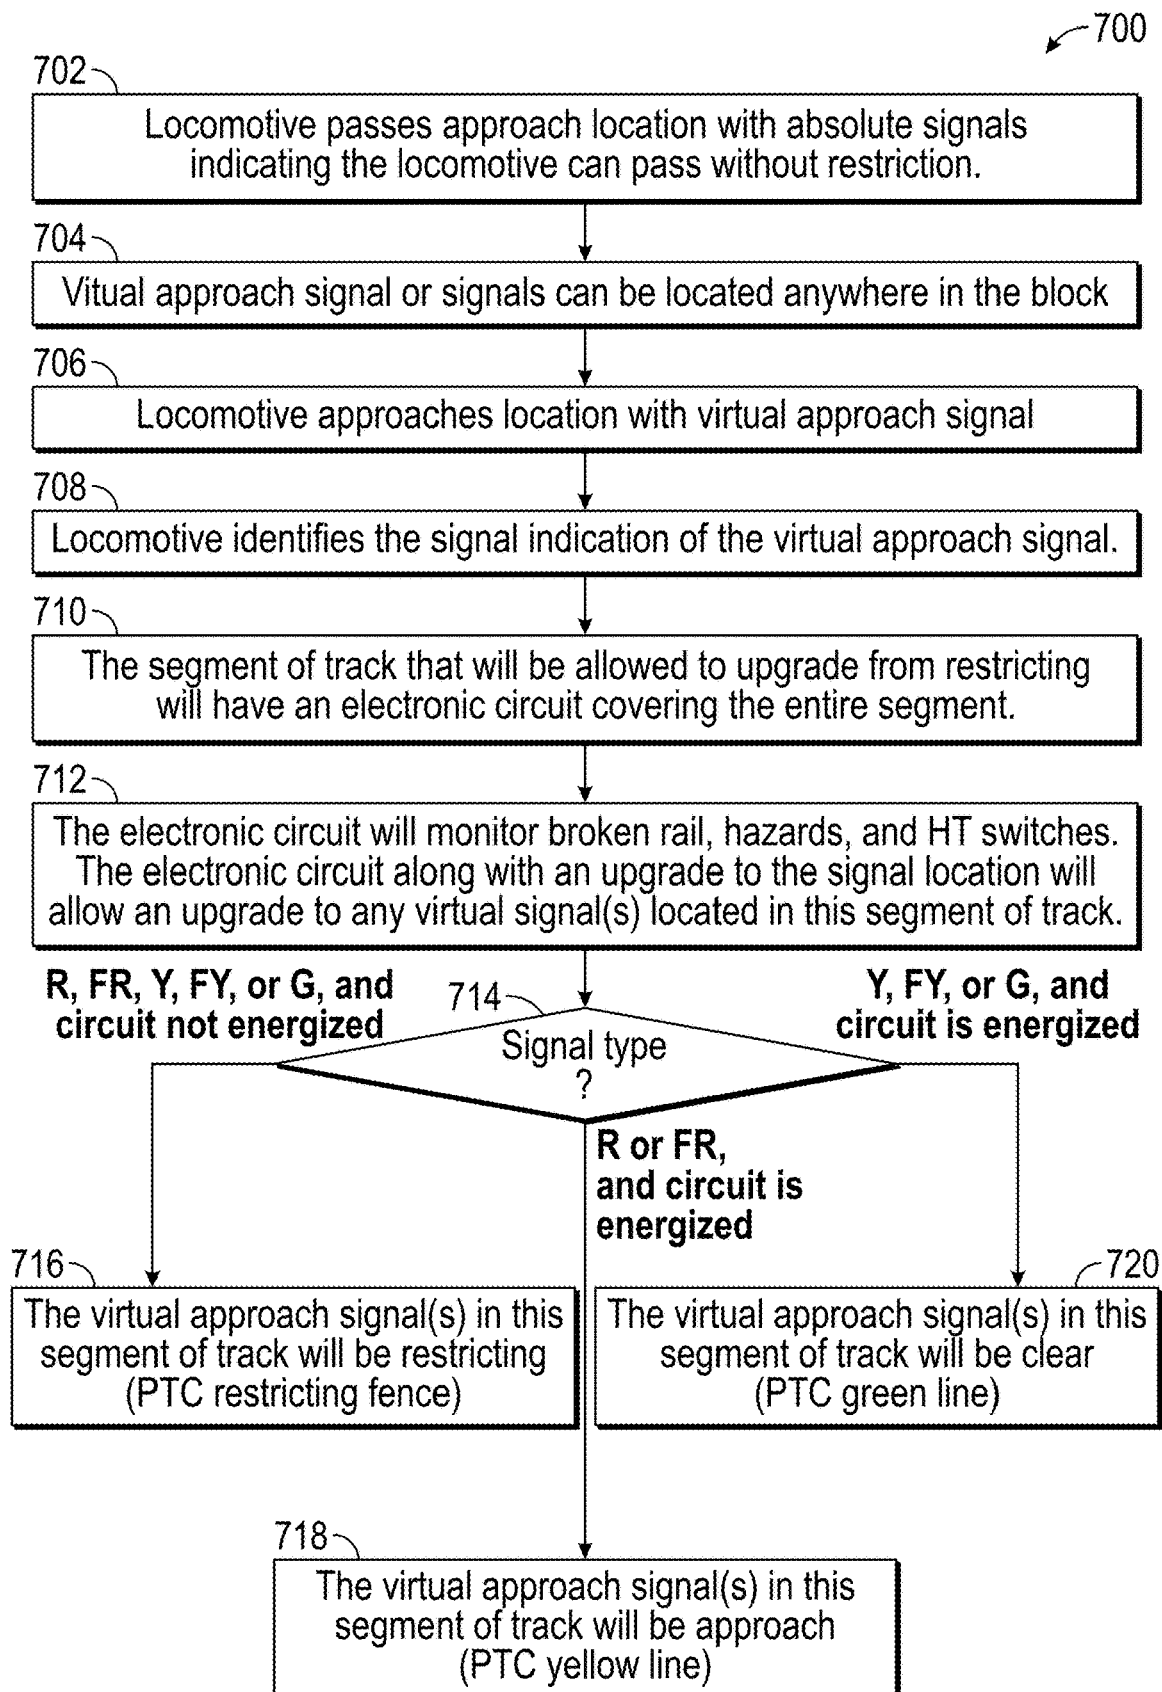 700
702
Locomotive passes approach location with absolute signals
indicating the locomotive can pass without restriction.
704
Vitual approach signal or signals can be located anywhere in the block
706
Locomotive approaches location with virtual approach signal
708
Locomotive identifies the signal indication of the virtual approach signal.
710
The segment of track that will be allowed to upgrade from restricting
will have an electronic circuit covering the entire segment.
712
The electronic circuit will monitor broken rail, hazards, and HT switches.
The electronic circuit along with an upgrade to the signal location will
allow an upgrade to any virtual signal(s) located in this segment of track.
R, FR, Y, FY, or G, and
circuit not energized
714
Signal type
?
Y, FY, or G, and
circuit is energized
R or FR,
and circuit is
energized
716
The virtual approach signal(s) in this
segment of track will be restricting
(PTC restricting fence)
720
The virtual approach signal(s) in this
segment of track will be clear
(PTC green line)
718
The virtual approach signal(s) in this
segment of track will be approach
(PTC yellow line)